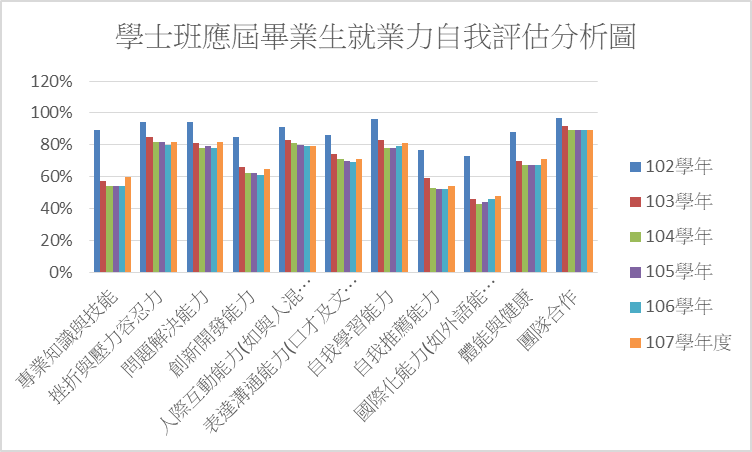 學士班應屆畢業生就業力自我評估分析圖
120%
100%
80%
60%
40%
20%
0%
專業知識與技能
挫折與壓力容忍力
問題解決能力
創新開發能力
人際互動能力(如與人混…
表達溝通能力(口才及文…
自我學習能力
自我推薦能力
國際化能力(如外語能…
體能與健康
團隊合作
102學年
103學年
104學年
105學年
106學年
107學年度